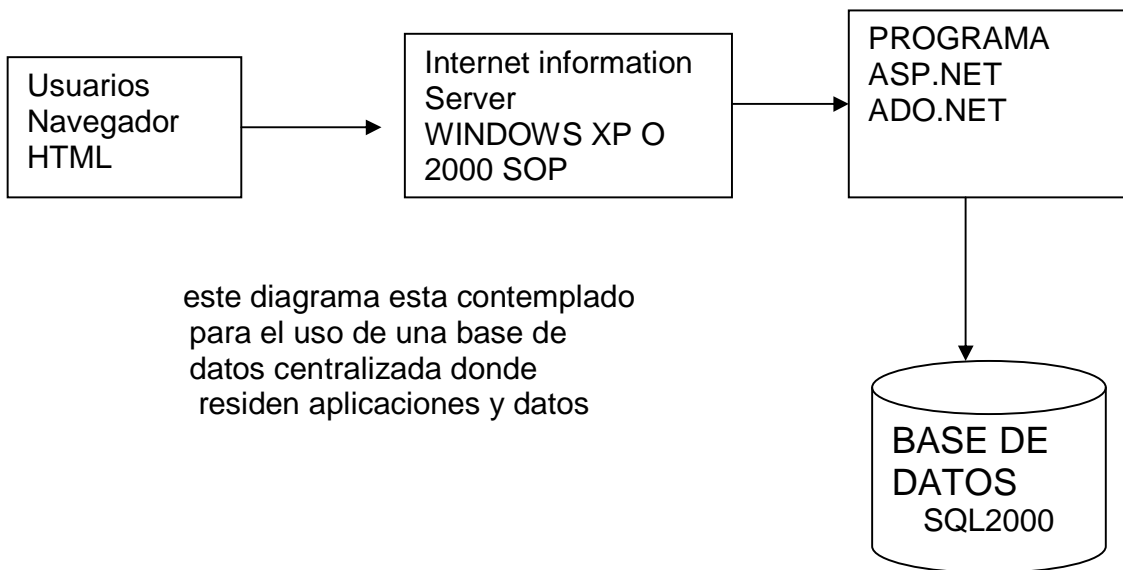 Usuarios
Navegador
HTML
Internet information
Server
WINDOWS XP O
2000 SOP
PROGRAMA
ASP.NET
ADO.NET
este diagrama esta contemplado
para el uso de una base de
datos centralizada donde
residen aplicaciones y datos
BASE DE
DATOS
SQL2000